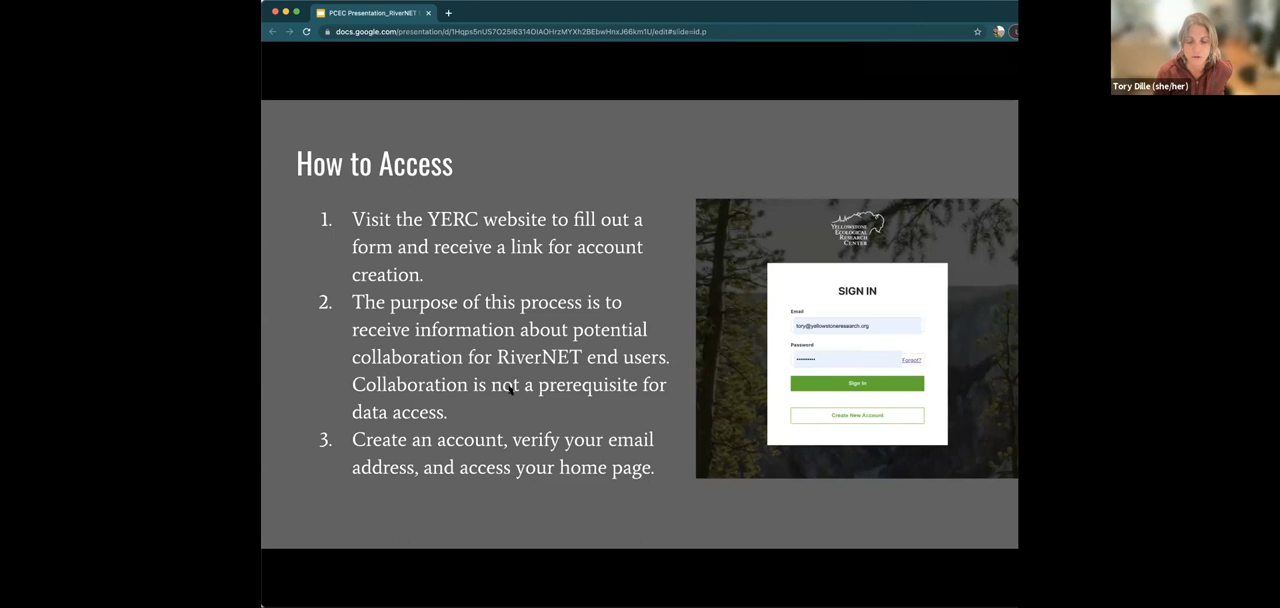 PCEC Presentation_RiverNET
docs.google.com/presentation/d/1Hqps5nUS7O25I6314OIAOHrzMYXh2BEbwHnxJ66km1U/edit#slide=id.p
Tory Dille (she/her)
How to Access
1. Visit the YERC website to fill out a
form and receive a link for account
creation.
2. The purpose of this process is to
receive information about potential
collaboration for RiverNET end users.
Collaboration is not a prerequisite for
data access.
3. Create an account, verify your email
address, and access your home page.
YELLOWSTONE
ECOLOGICAL
RESEARCH
CENTER
SIGN IN
Email
tory@yellowstoneresearch.org
Password
Forgot?
Sign In
Create New Account